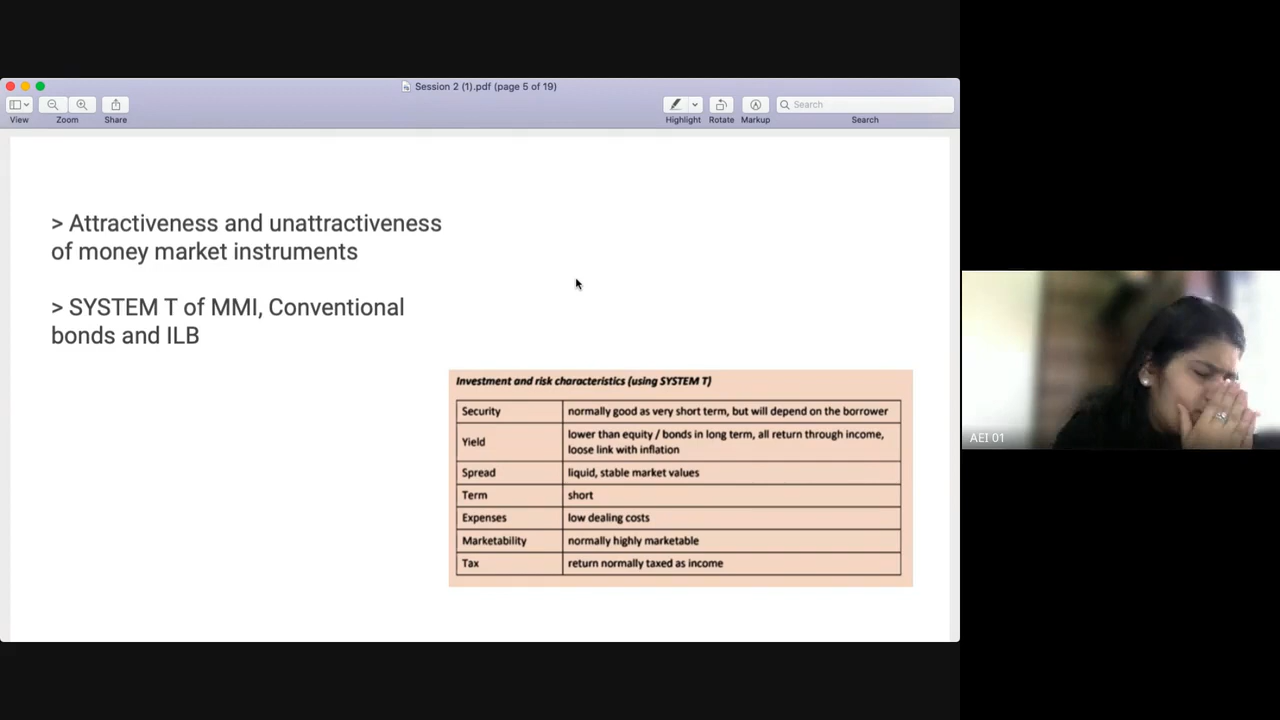 Session 2 (1).pdf (page 5 of 19)
View
Zoom
Share
Highlight
Rotate
Markup
Search
Search
> Attractiveness and unattractiveness
of money market instruments
> SYSTEM T of MMI, Conventional
bonds and ILB
Investment and risk characteristics (using SYSTEM T)
Security normally good as very short term, but will depend on the borrower
Yield lower than equity / bonds in long term, all return through income,
loose link with inflation
Spread liquid, stable market values
Term short
Expenses low dealing costs
Marketability normally highly marketable
Tax return normally taxed as income
AEI 01